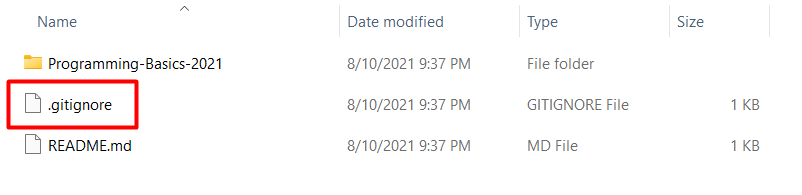 Name Date modified Type Size
Programming-Basics-2021 8/10/2021 9:37 PM File folder
.gitignore 8/10/2021 9:37 PM GITIGNORE File 1 KB
README.md 8/10/2021 9:37 PM MD File 1 KB